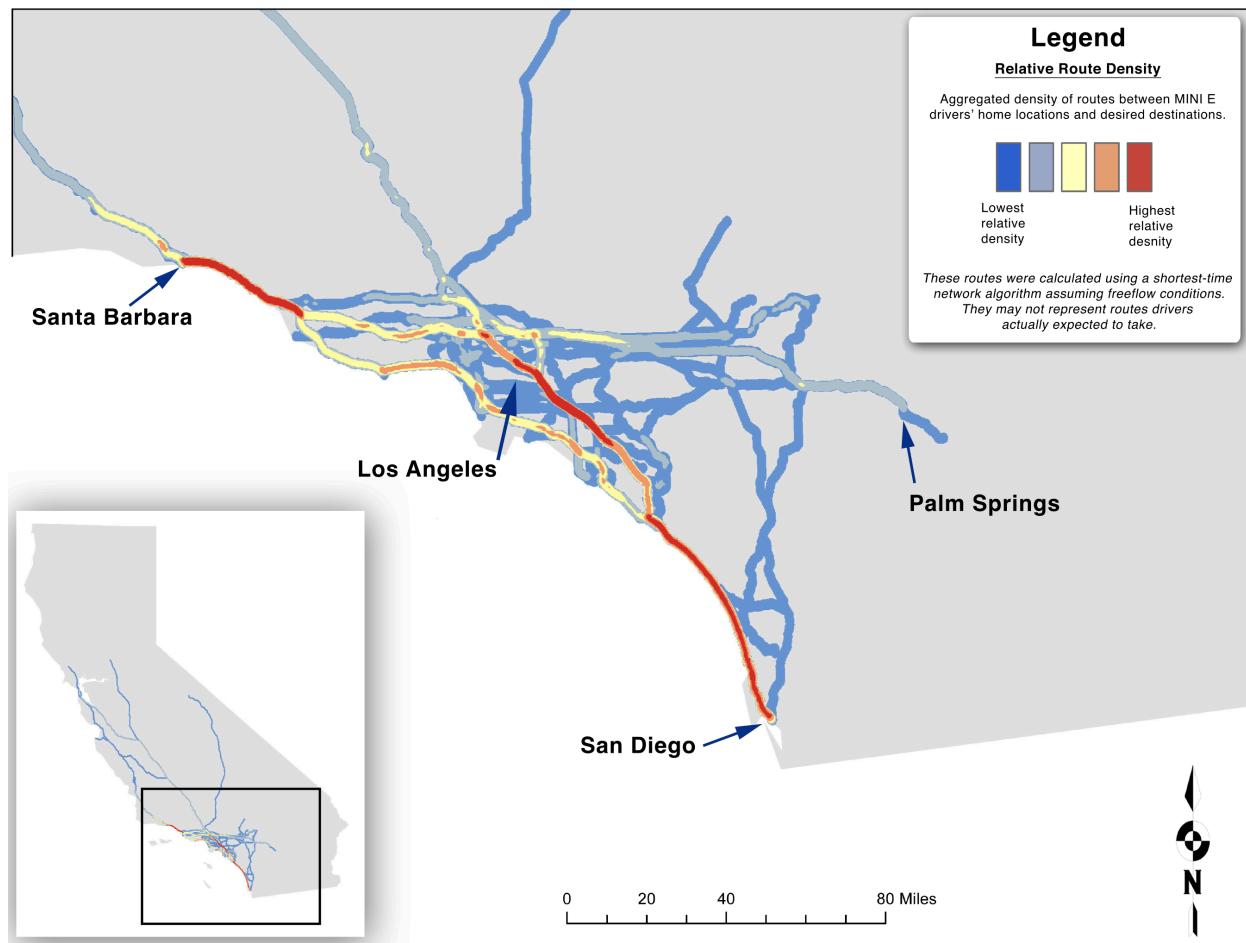 Legend
Relative Route Density
Aggregated density of routes between MINI E
drivers' home locations and desired destinations.
Lowest
relative
density
Highest
relative
desnity
These routes were calculated using a shortest-time
network algorithm assuming freeflow conditions.
They may not represent routes drivers
actually expected to take.
Santa Barbara
Los Angeles
Palm Springs
San Diego
N
0 20 40 80 Miles